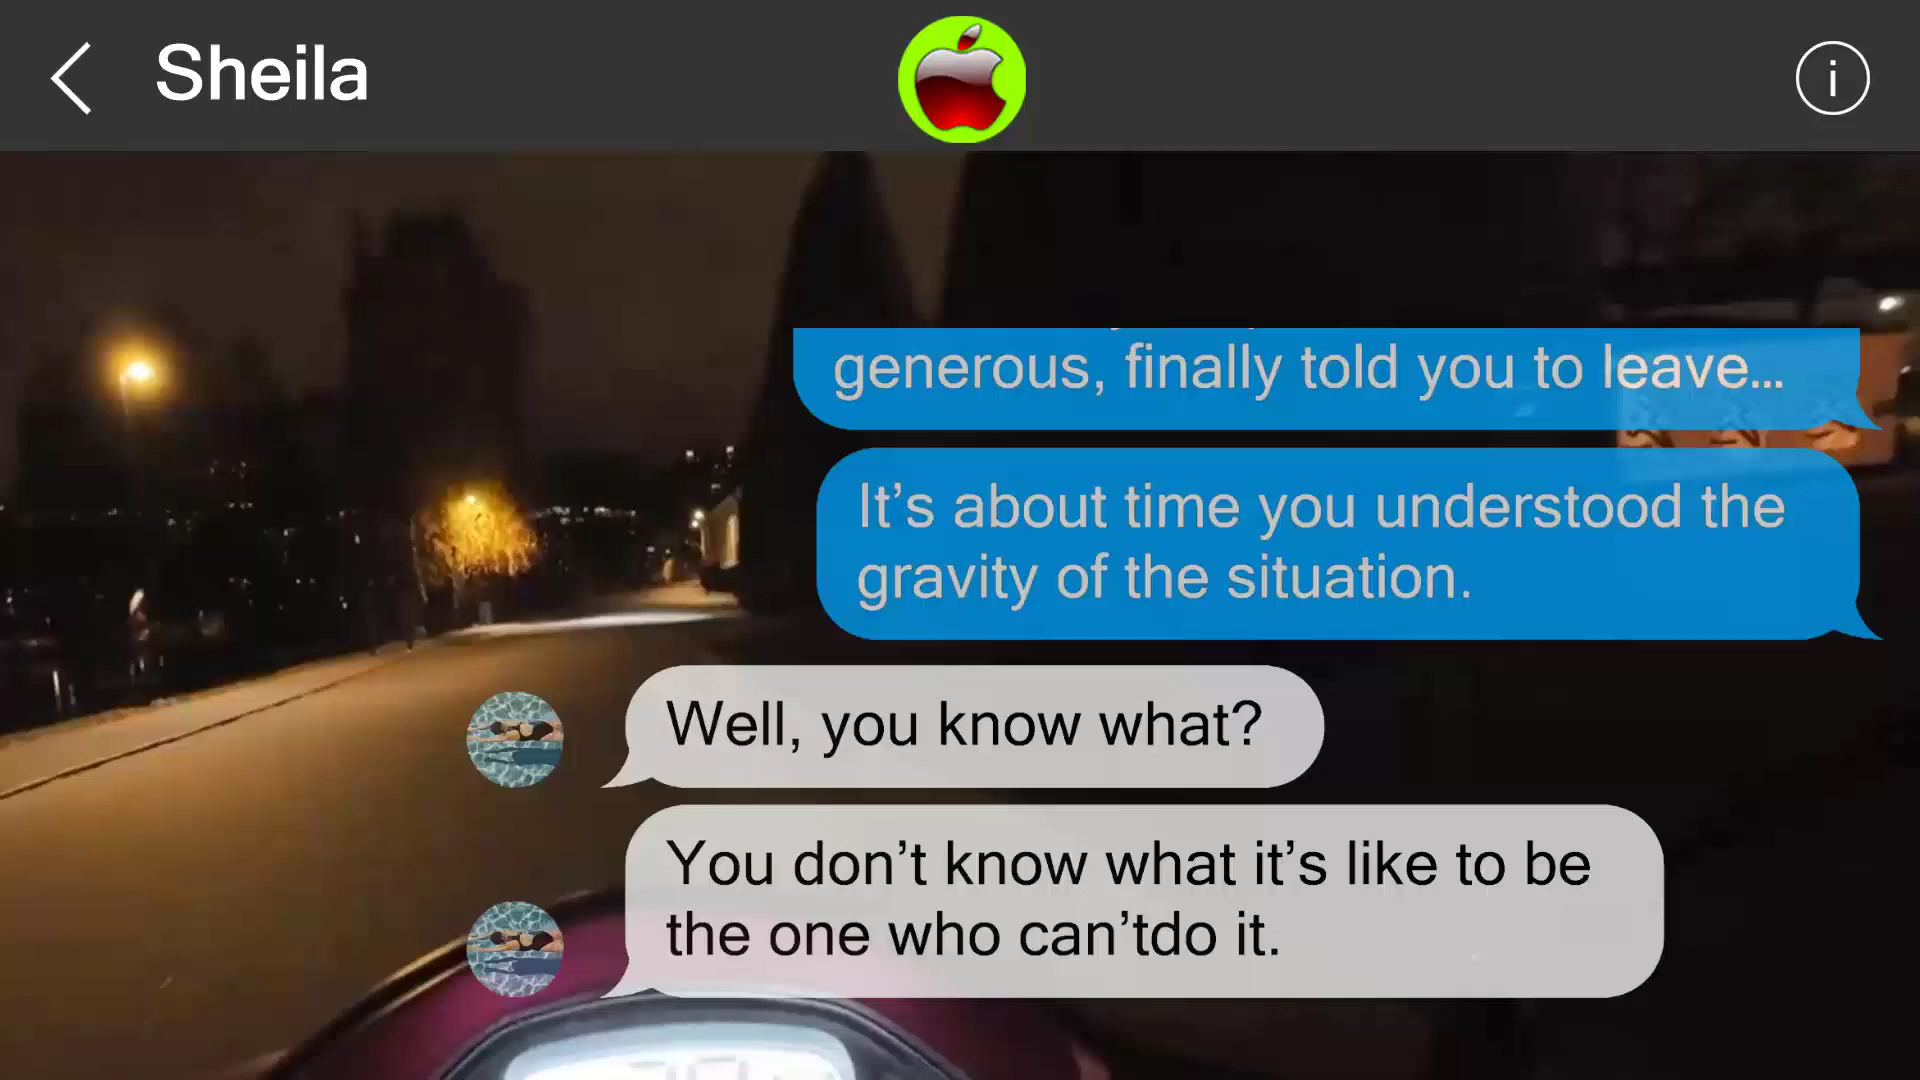 Sheila
generous, finally told you to leave...
It’s about time you understood the
gravity of the situation.
Well, you know what?
You don’t know what it’s like to be
the one who can’tdo it.